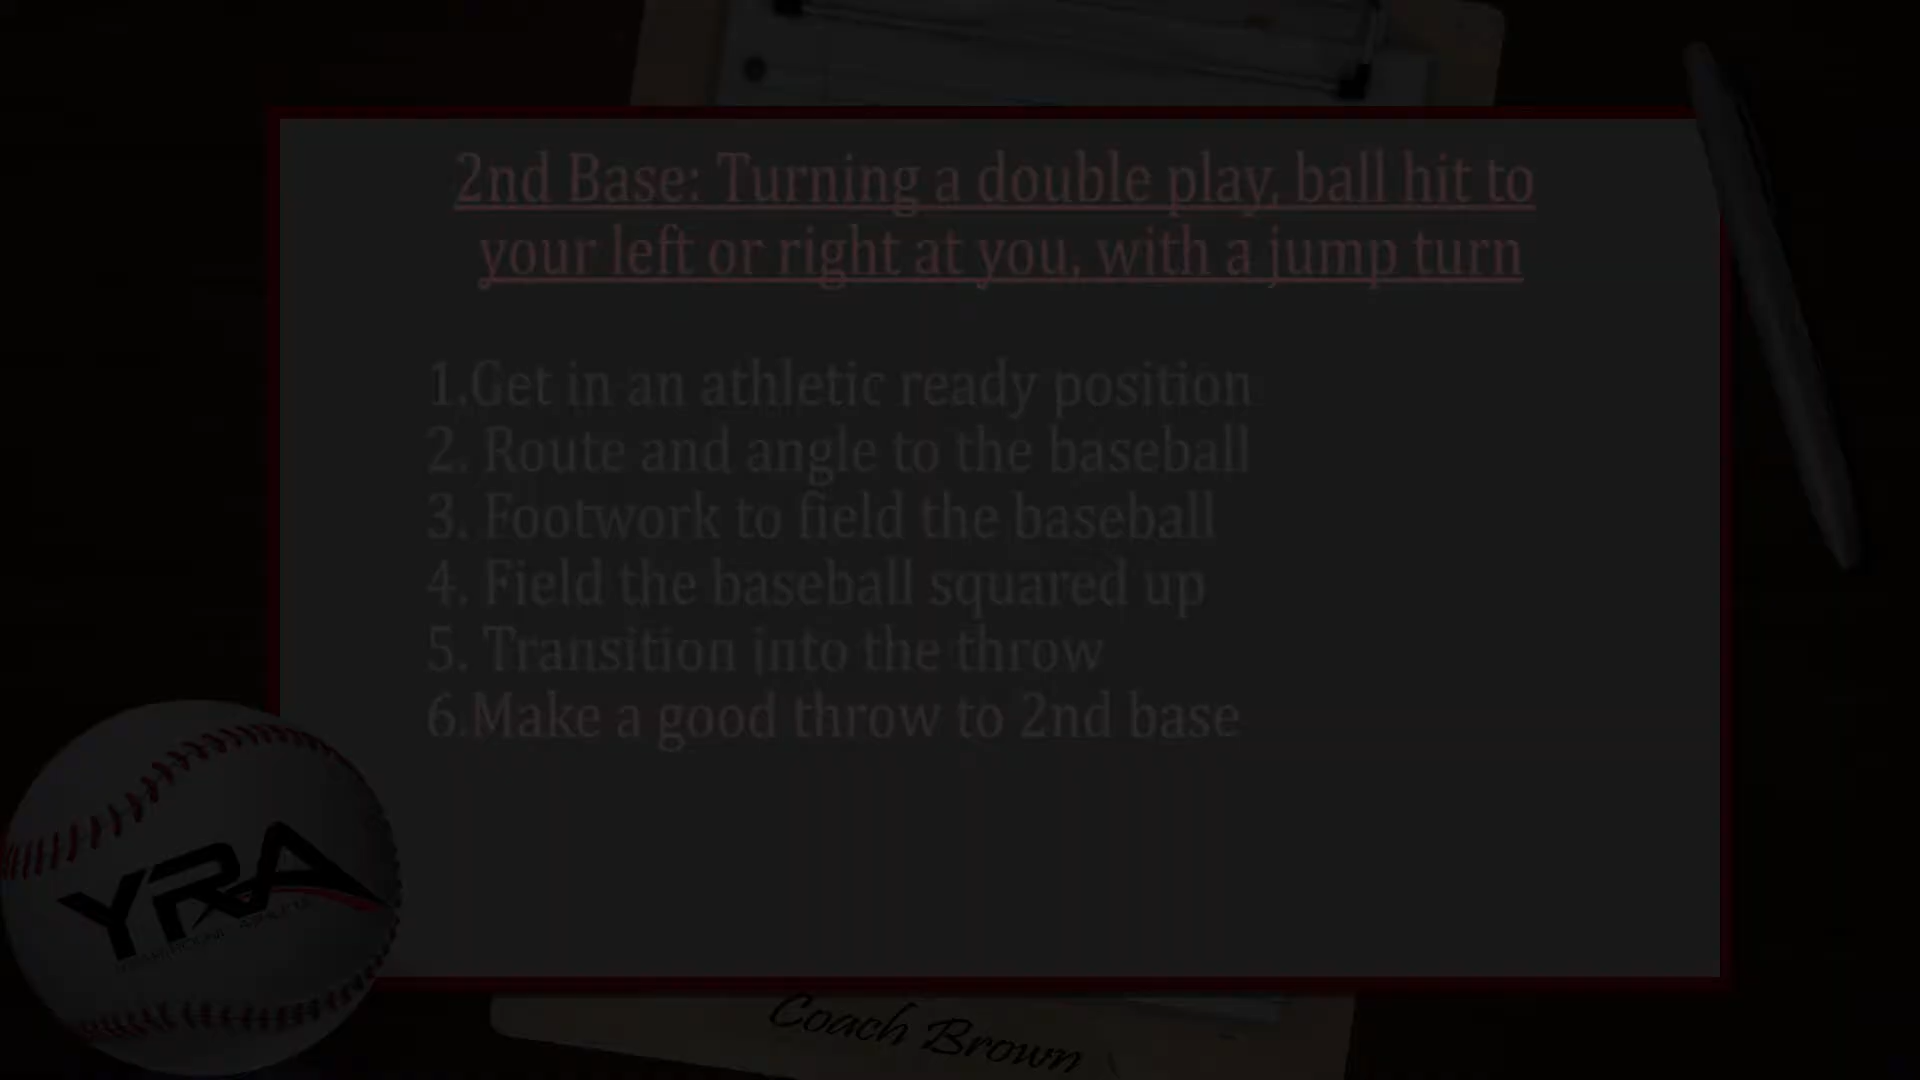 2nd Base: Turning a double play, ball hit to
your left or right at you, with a jump turn
1.Get in an athletic ready position
2. Route and angle to the baseball
3. Footwork to field the baseball
4. Field the baseball squared up
5. Transition into the throw
6.Make a good throw to 2nd base
YRA
Coach Brown